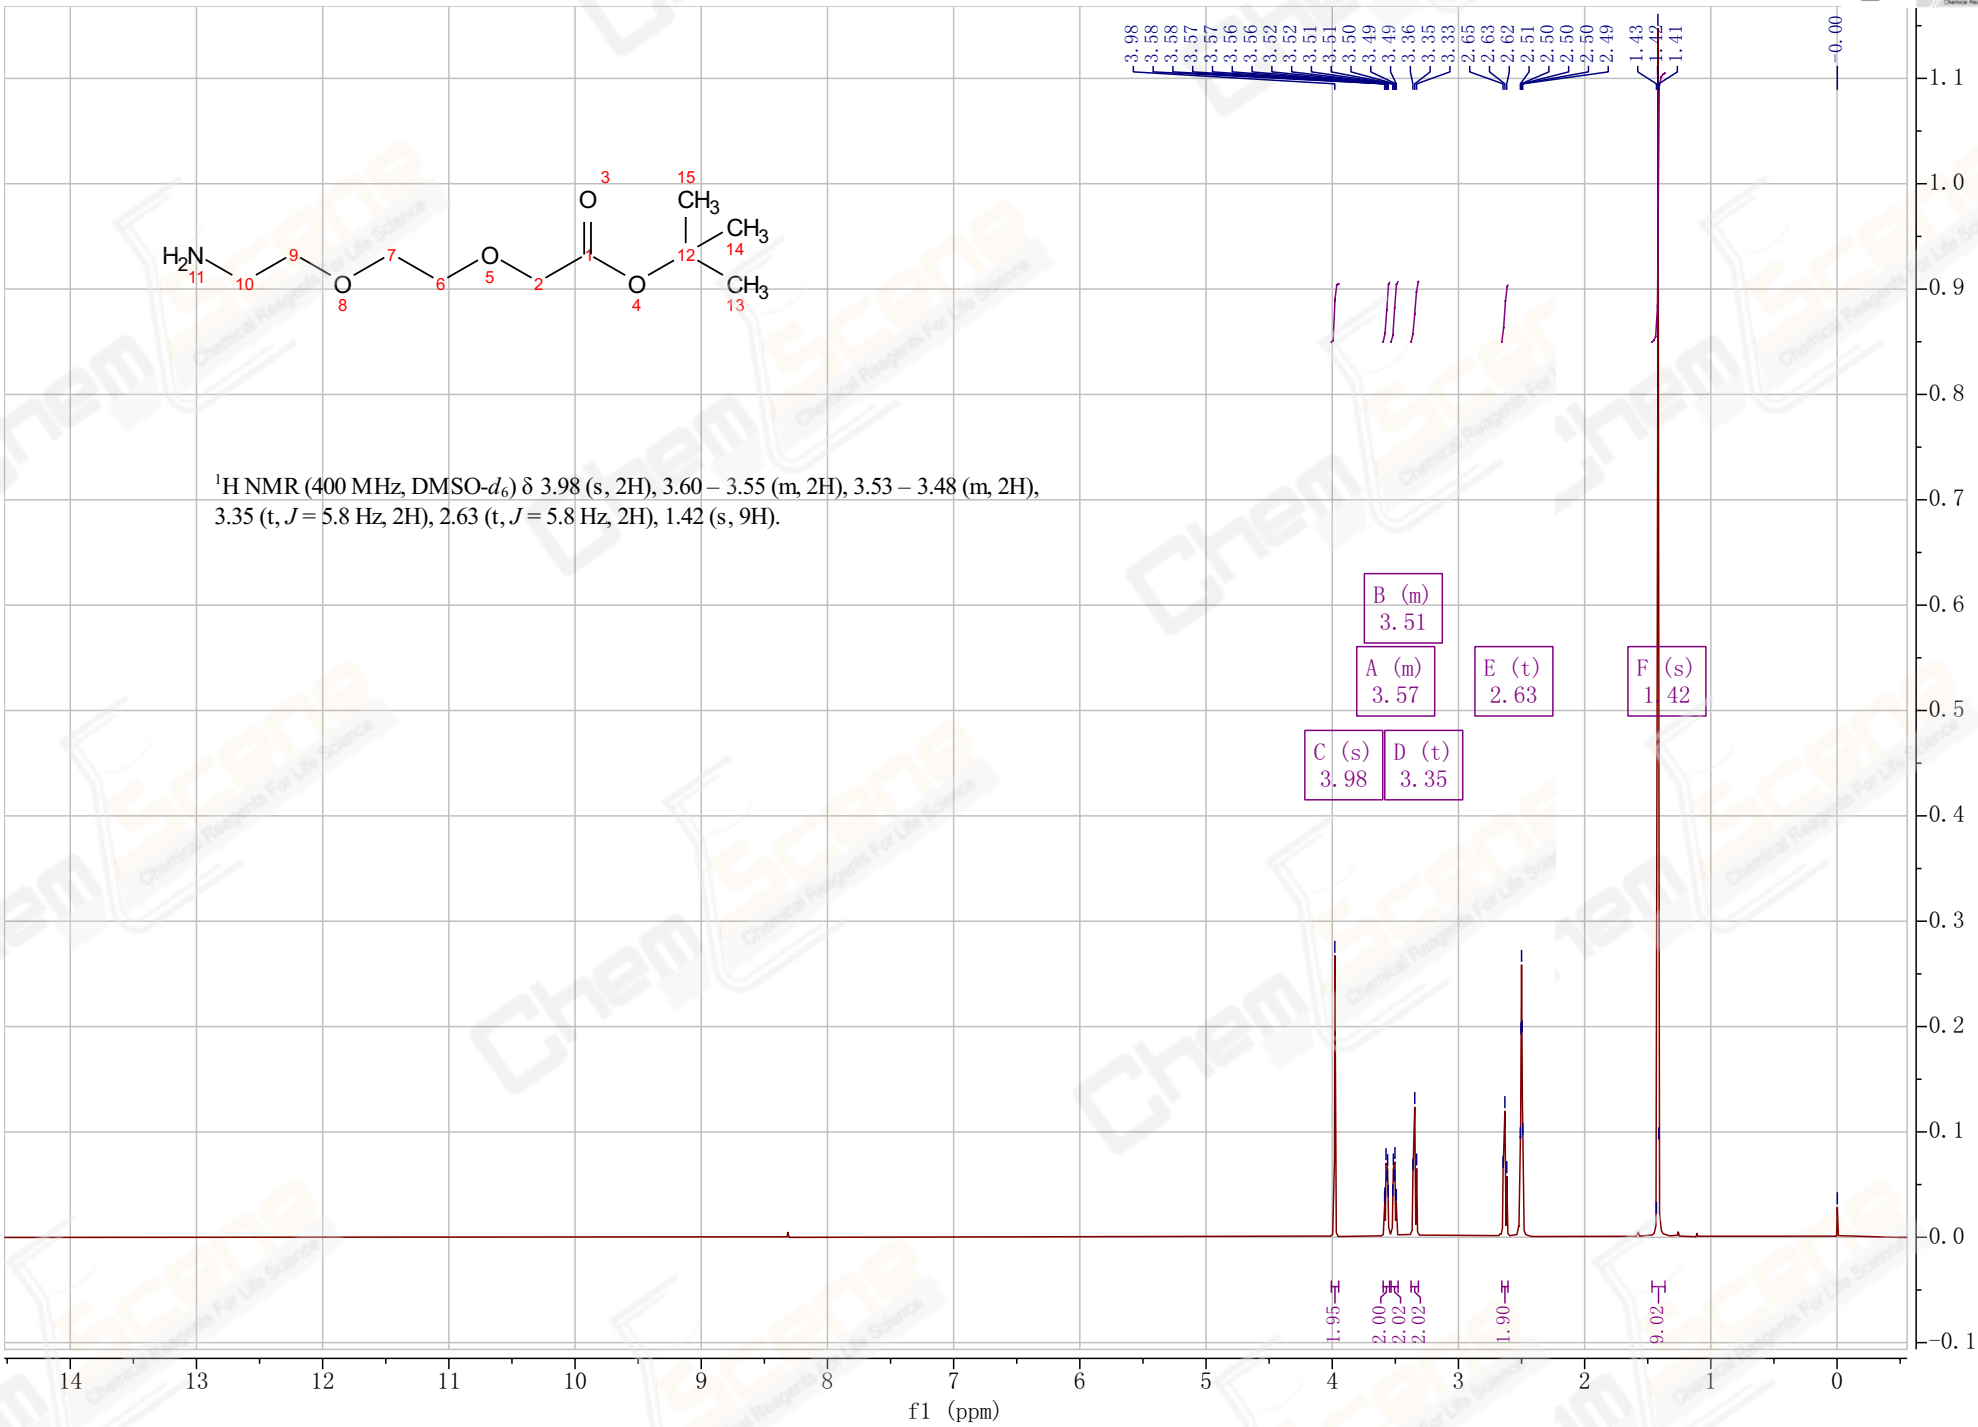 3.98 3.58 3.58 3.57 3.57 3.56 3.56 3.52 3.52 3.51 3.51 3.50 3.49 3.49 3.36 3.35 3.33 2.65 2.63 2.62 2.51 2.50 2.50 2.50 2.49 1.43 1.42 1.41 -0.00
3 15
O CH3
CH3
H2N 9 7 O 1 12 14
11 10 O 6 5 2 O CH3
8 4 13
1H NMR (400 MHz, DMSO-d6) δ 3.98 (s, 2H), 3.60 – 3.55 (m, 2H), 3.53 – 3.48 (m, 2H),
3.35 (t, J = 5.8 Hz, 2H), 2.63 (t, J = 5.8 Hz, 2H), 1.42 (s, 9H).
B (m)
3.51
A (m)
3.57
E (t)
2.63
F (s)
1.42
C (s)
3.98
D (t)
3.35
1.95 2.00 2.02 2.02 1.90 9.02
1.1
1.0
0.9
0.8
0.7
0.6
0.5
0.4
0.3
0.2
0.1
0.0
-0.1
14 13 12 11 10 9 8 7 6 5 4 3 2 1 0
f1 (ppm)
ChemScene
Chemical Reagents For Life Science